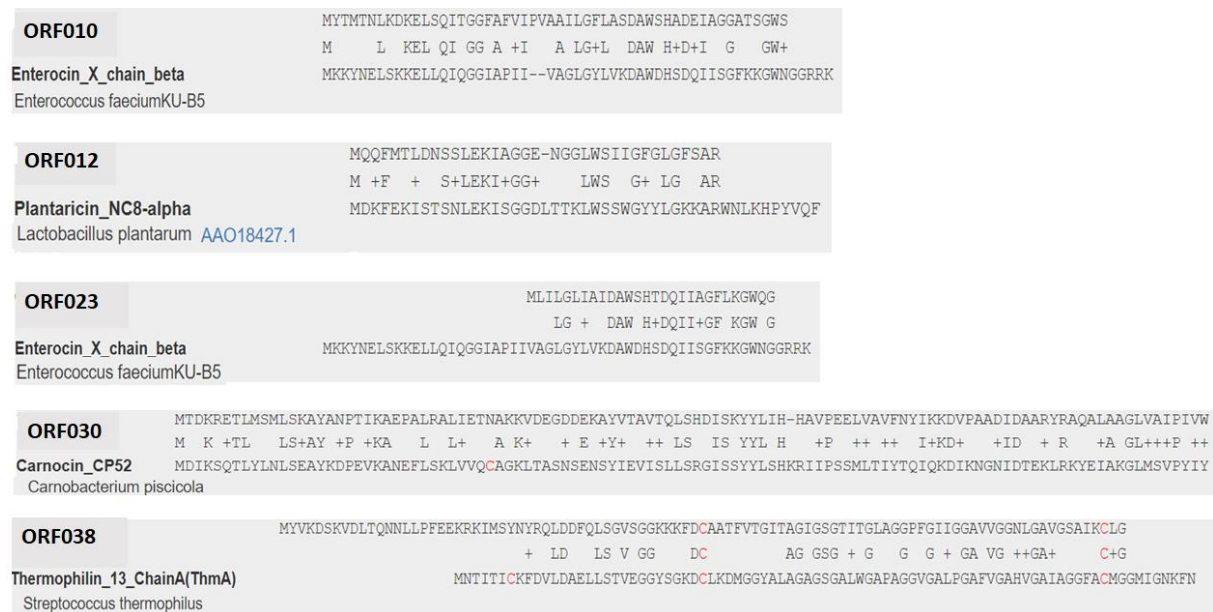 ORF010
MYTMTNLKDKELSQITGGFAFVIPVAAILGFLASDAWSHADEIAGGATSGWS
M L KEL QI GG A +I A LG+L DAW H+D+I G GW+
Enterocin_X_chain_beta MKKYNELSKKELLQIQGGIAPII--VAGLGYLVKDAWDHSDQIISGFKKGWNGGRRK
Enterococcus faeciumKU-B5
ORF012
MQQFMTLDNSSLEKIAGGE-NGGLWSIIGFGLGFSAR
M +F + S+LEKI+GG+ LWS G+ LG AR
Plantaricin_NC8-alpha MDKFEKISTSNLEKISGGDLTTKLWSSWGYYLGKKARWNLKHPYVQF
Lactobacillus plantarum AAO18427.1
ORF023
MLILGLIAIDAWSHTDQIIAGFLKGWQG
LG + DAW H+DQII+GF KGW G
Enterocin_X_chain_beta MKKYNELSKKELLQIQGGIAPIIVAGLGYLVKDAWDHSDQIISGFKKGWNGGRRK
Enterococcus faeciumKU-B5
ORF030
MTDKRETLMSMLSKAYANPTIKAEPALRALIETNAKKVDEGDDEKAYVTAVTQLSHDISKYYLIH-HAVPEELVAVFNYIKKDVPAADIDAARYRAQALAAGLVAIPIVW
M K +TL LS+AY +P +KA L L+ A K+ + E +Y+ ++ LS IS YYL H +P ++ ++ I+KD+ +ID + R +A GL+++P ++
Carnocin_CP52 MDIKSQTLYLNLSEAYKDPEVKANEFLSKLVVQCAGKLTASNSENSYIEVISLLSRGISSYYLSHKRIIPSSMLTIYTQIQKDIKNGNIDTEKLRKYEIAKGLMSVPYIY
Carnobacterium piscicola
ORF038
MYVKDSKVDLTQNNLLPFEEKRKIMSYNYRQLDDFQLSGVSGGKKKFDCAATFVTGITAGIGSGTITGLAGGPFGIIGGAVVGGNLGAVGSAIKCLG
+ LD LS V GG DC AG GSG + G G G + GA VG ++GA+ C+G
Thermophilin_13_ChainA(ThmA) MNTITICKFDVLDAELLSTVEGGYSGKDCLKDMGGYALAGAGSGALWGAPAGGVGALPGAFVGAHVGAIAGGFACMGGMIGNKFN
Streptococcus thermophilus